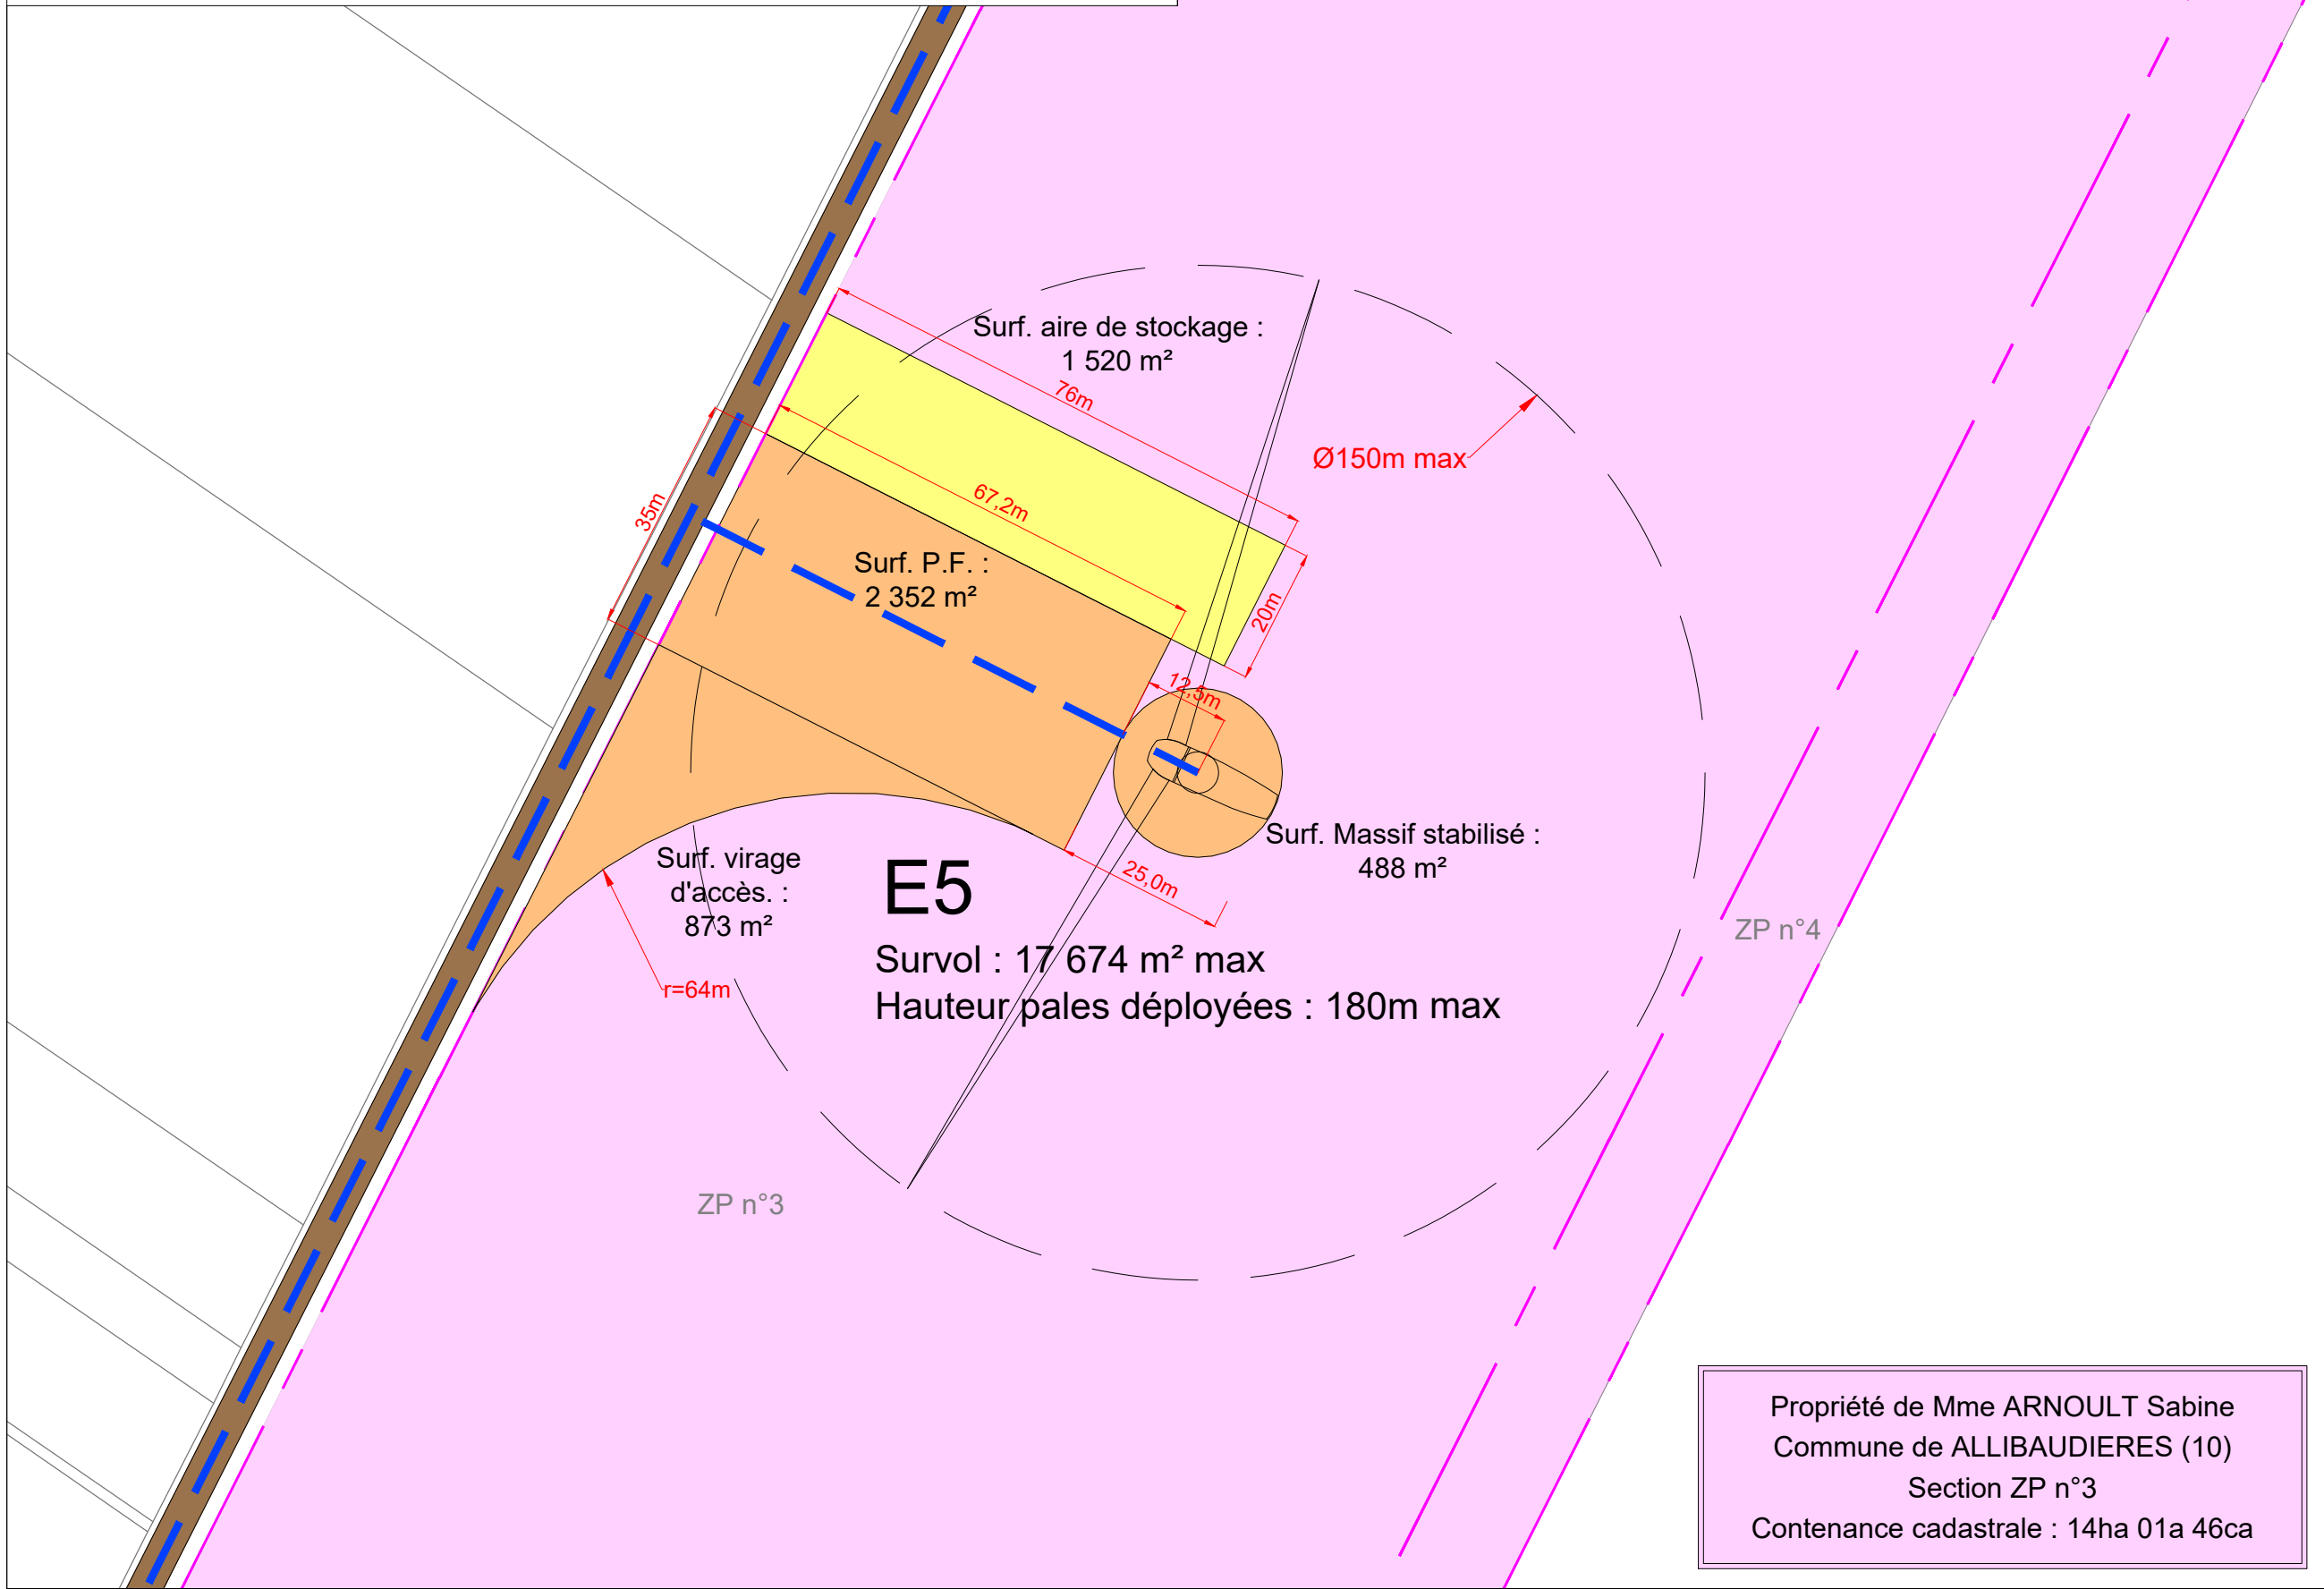 Surf. aire de stockage :
1 520 m²
76m
Ø150m max
67,2m
35m
Surf. P.F. :
2 352 m²
20m
12,5m
Surf. Massif stabilisé :
488 m²
Surf. virage
d'accès. :
873 m²
25,0m
E5
Survol : 17 674 m² max
Hauteur pales déployées : 180m max
r=64m
ZP n°4
ZP n°3
Propriété de Mme ARNOULT Sabine
Commune de ALLIBAUDIERES (10)
Section ZP n°3
Contenance cadastrale : 14ha 01a 46ca